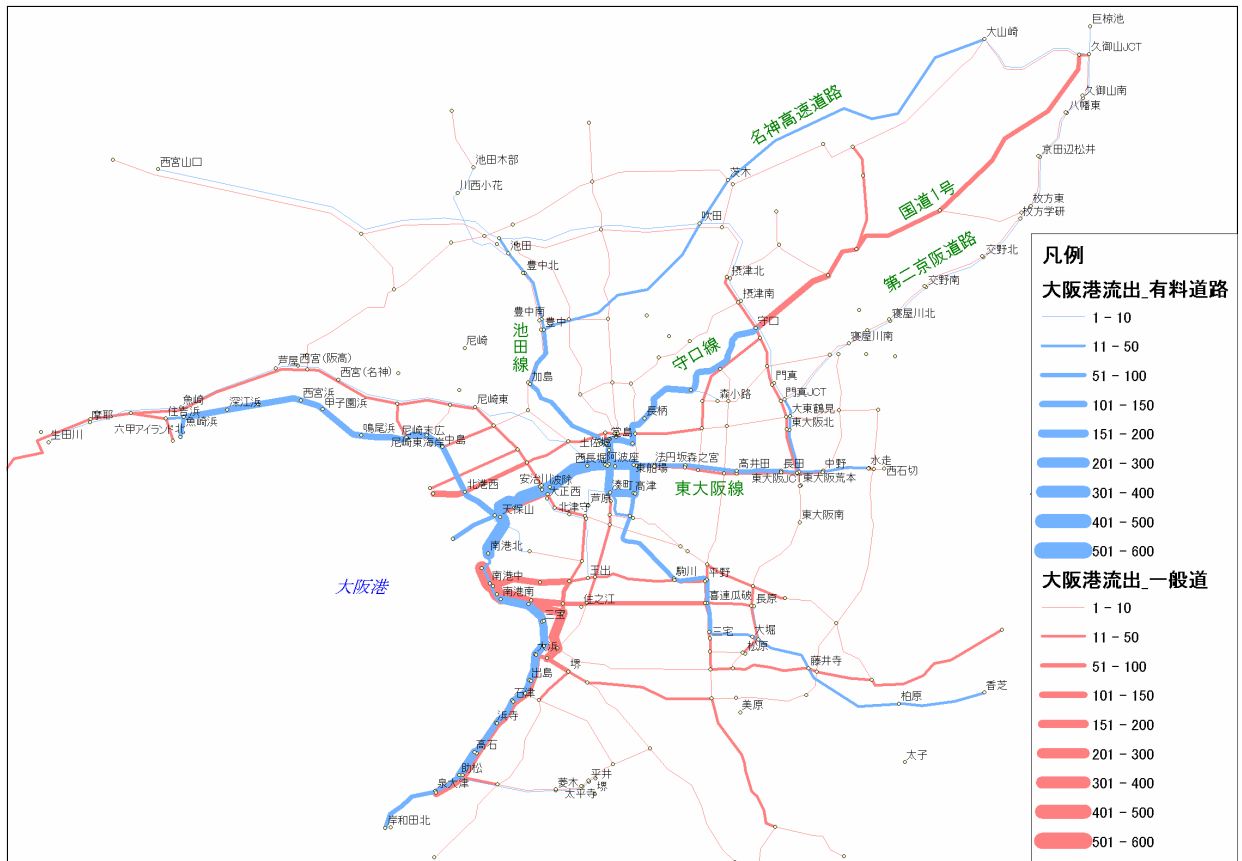 大山崎
巨椋池
久御山JCT
久御山南
八幡東
名神高速道路
京田辺松井
池田木部
西宮山口
川西小花
茨木
国道1号
枚方東
枚方学研
吹田
交野北
池田
豊中北
摂津北
第二京阪道路
交野南
摂津南
豊中南
豊中
守口
寝屋川北
寝屋川南
池田線
守口線
尼崎
芦屋
西宮(阪高)
西宮(名神)
加島
門真
門真JCT
森小路
大東鶴見
東大阪北
魚崎
住吉浜
深江浜
西宮浜
甲子園浜
尼崎東
長柄
摩耶
六甲アイランド北
魚崎浜
生田川
鳴尾浜
尼崎末広
尼崎東海岸
中島
堂島
土佐堀
西長堀
阿波座
東船場
法円坂
森之宮
高井田
長田
中野
水走
西石切
東大阪JCT
東大阪荒本
東大阪線
北港西
安治川
波除
大正西
湊町
高津
芦原
天保山
北津守
東大阪南
南港北
大阪港
南港中
南港南
玉出
駒川
平野
住之江
喜連瓜破
長原
三宝
三宅
大堀
松原
大浜
堺
藤井寺
出島
石津
美原
柏原
香芝
浜寺
高石
太子
助松
泉大津
菱木
平井
太平寺
堺
岸和田北
凡例
大阪港流出_有料道路
1 - 10
11 - 50
51 - 100
101 - 150
151 - 200
201 - 300
301 - 400
401 - 500
501 - 600
大阪港流出_一般道
1 - 10
11 - 50
51 - 100
101 - 150
151 - 200
201 - 300
301 - 400
401 - 500
501 - 600